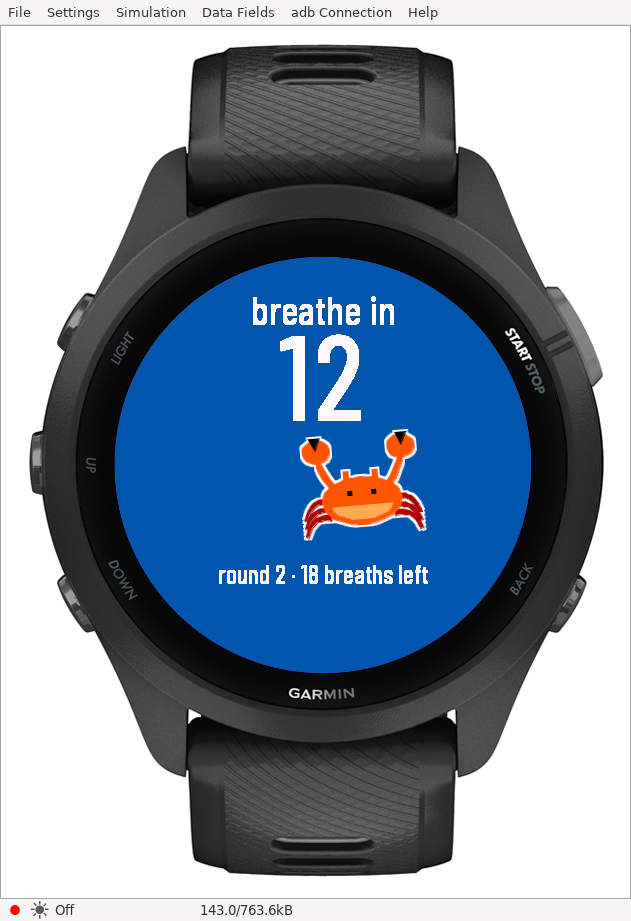 File Settings Simulation Data Fields adb Connection Help
breathe in
12
LIGHT
START STOP
UP
round 2 · 18 breaths left
DOWN
BACK
GARMIN
Off 143.0/763.6kB